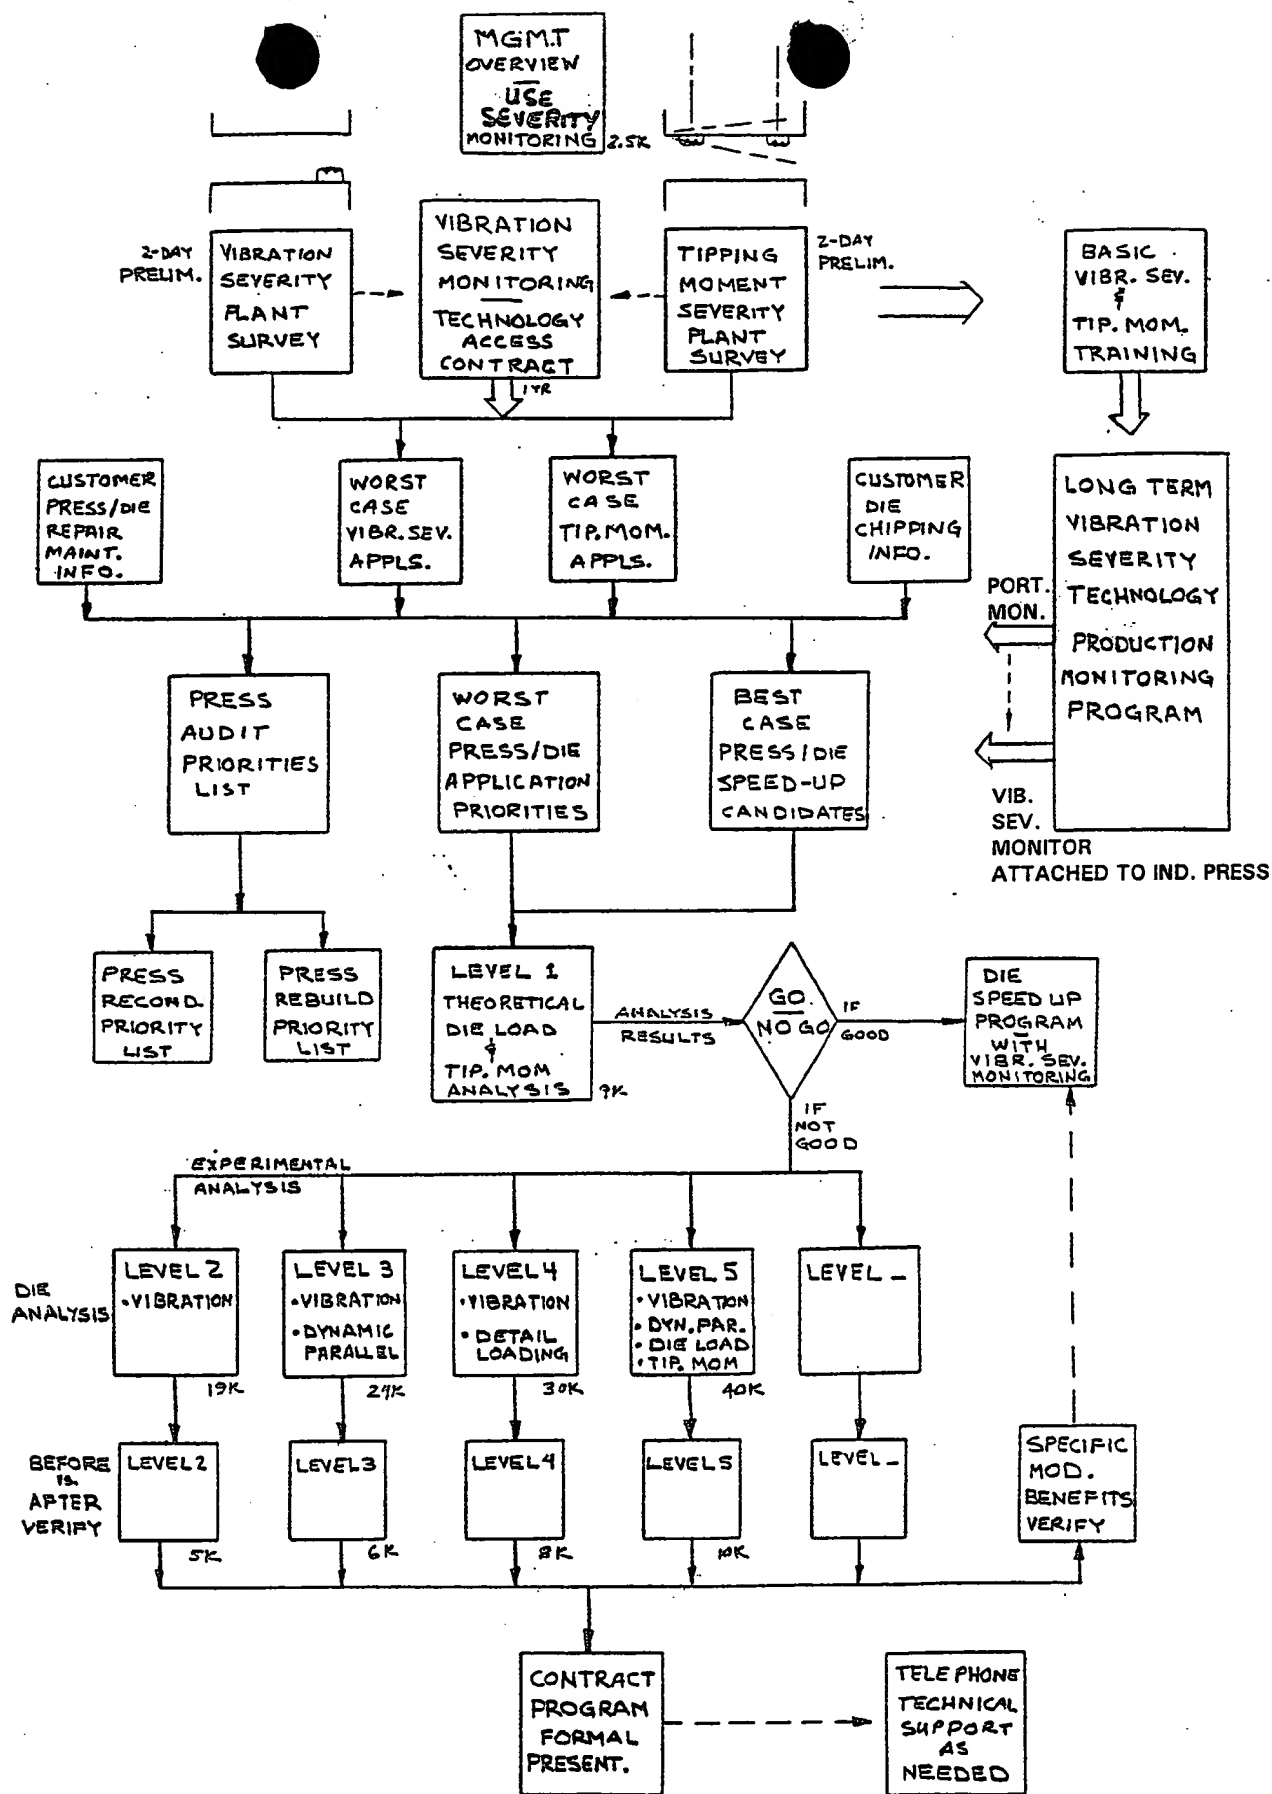 MGM.T
OVERVIEW
USE
SEVERITY
MONITORING
2.5K
2-DAY
PRELIM.
VIBRATION
SEVERITY
PLANT
SURVEY
VIBRATION
SEVERITY
MONITORING
TECHNOLOGY
ACCESS
CONTRACT
1 YR
TIPPING
MOMENT
SEVERITY
PLANT
SURVEY
2-DAY
PRELIM.
BASIC
VIBR. SEV.
&
TIP. MOM.
TRAINING
CUSTOMER
PRESS/DIE
REPAIR
MAINT.
INFO.
WORST
CASE
VIBR. SEV.
APPLS.
WORST
CASE
TIP. MOM.
APPLS.
CUSTOMER
DIE
CHIPPING
INFO.
LONG TERM
VIBRATION
SEVERITY
TECHNOLOGY
PRODUCTION
MONITORING
PROGRAM
PORT.
MON.
VIB.
SEV.
MONITOR
ATTACHED TO IND. PRESS
PRESS
AUDIT
PRIORITIES
LIST
WORST
CASE
PRESS/DIE
APPLICATION
PRIORITIES
BEST
CASE
PRESS/DIE
SPEED-UP
CANDIDATES
PRESS
RECOND.
PRIORITY
LIST
PRESS
REBUILD
PRIORITY
LIST
LEVEL 1
THEORETICAL
DIE LOAD
&
TIP. MOM
ANALYSIS
9K
ANALYSIS
RESULTS
GO.
NO GO
IF
GOOD
DIE
SPEED UP
PROGRAM
WITH
VIBR. SEV.
MONITORING
IF
NOT
GOOD
EXPERIMENTAL
ANALYSIS
DIE
ANALYSIS
LEVEL 2
• VIBRATION
19K
LEVEL 3
• VIBRATION
• DYNAMIC
PARALLEL
24K
LEVEL 4
• VIBRATION
• DETAIL
LOADING
30K
LEVEL 5
• VIBRATION
• DYN. PAR.
• DIE LOAD
• TIP. MOM
40K
LEVEL _
BEFORE
vs.
AFTER
VERIFY
LEVEL 2
5K
LEVEL 3
6K
LEVEL 4
8K
LEVEL 5
10K
LEVEL _
SPECIFIC
MOD.
BENEFITS
VERIFY
CONTRACT
PROGRAM
FORMAL
PRESENT.
TELEPHONE
TECHNICAL
SUPPORT
AS
NEEDED